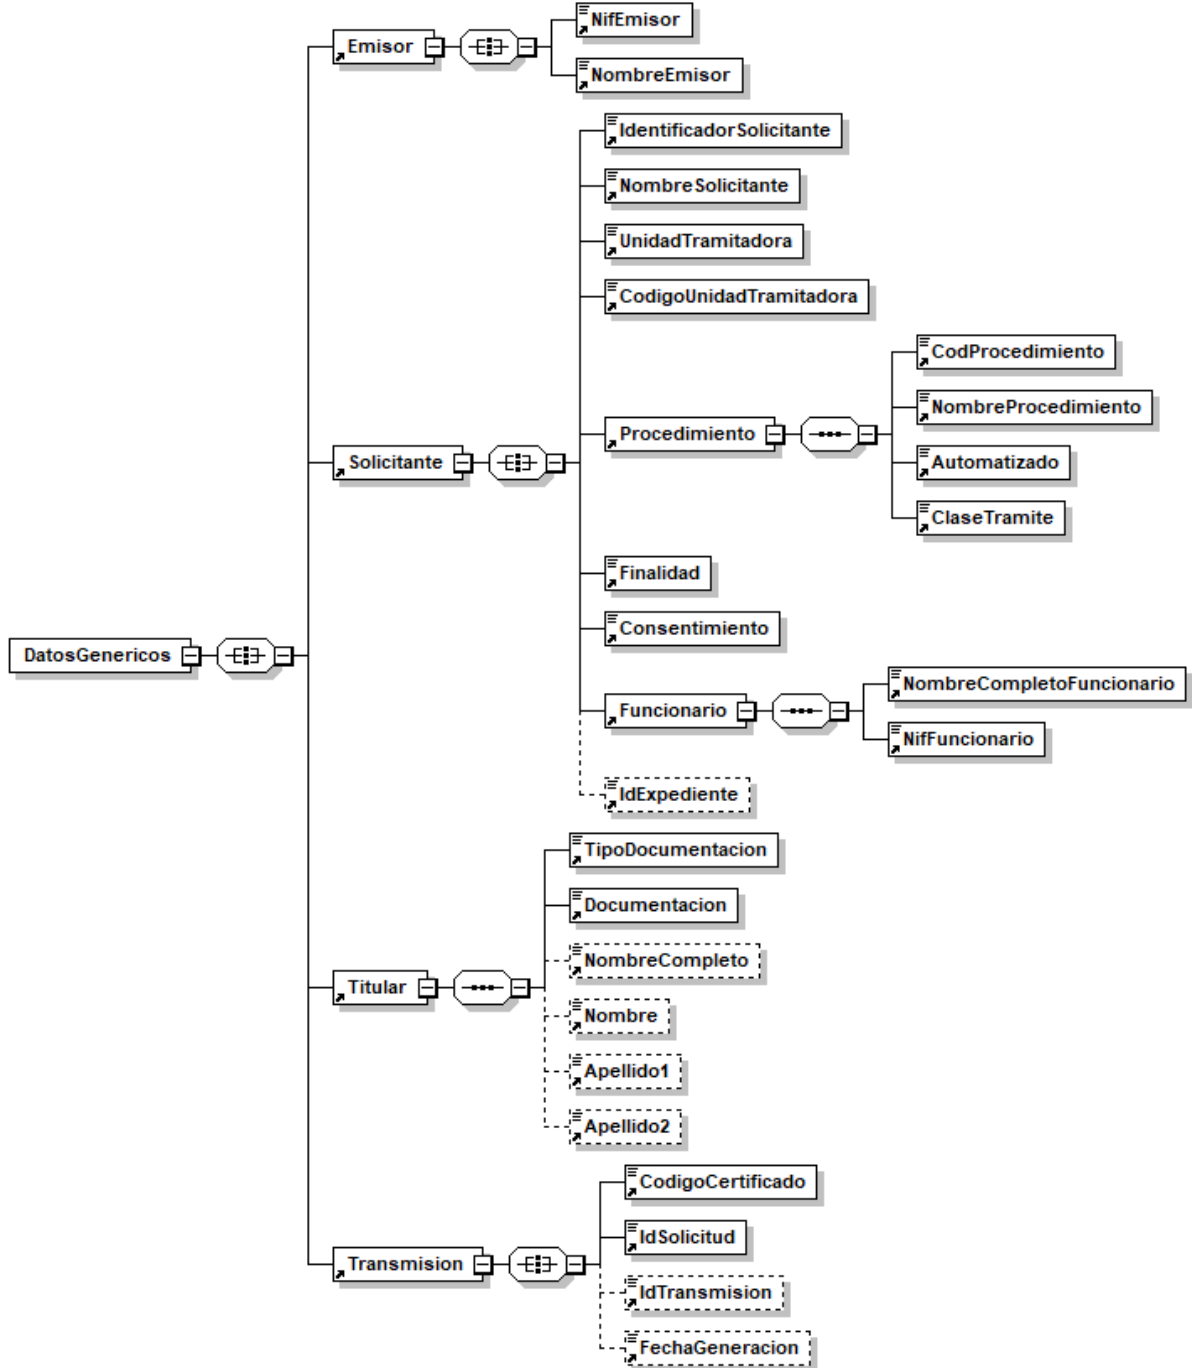 Emisor
NifEmisor
NombreEmisor
IdentificadorSolicitante
NombreSolicitante
UnidadTramitadora
CodigoUnidadTramitadora
CodProcedimiento
NombreProcedimiento
Procedimiento
Automatizado
Solicitante
ClaseTramite
Finalidad
Consentimiento
DatosGenericos
NombreCompletoFuncionario
Funcionario
NifFuncionario
IdExpediente
TipoDocumentacion
Documentacion
NombreCompleto
Titular
Nombre
Apellido1
Apellido2
CodigoCertificado
IdSolicitud
Transmision
IdTransmision
FechaGeneracion